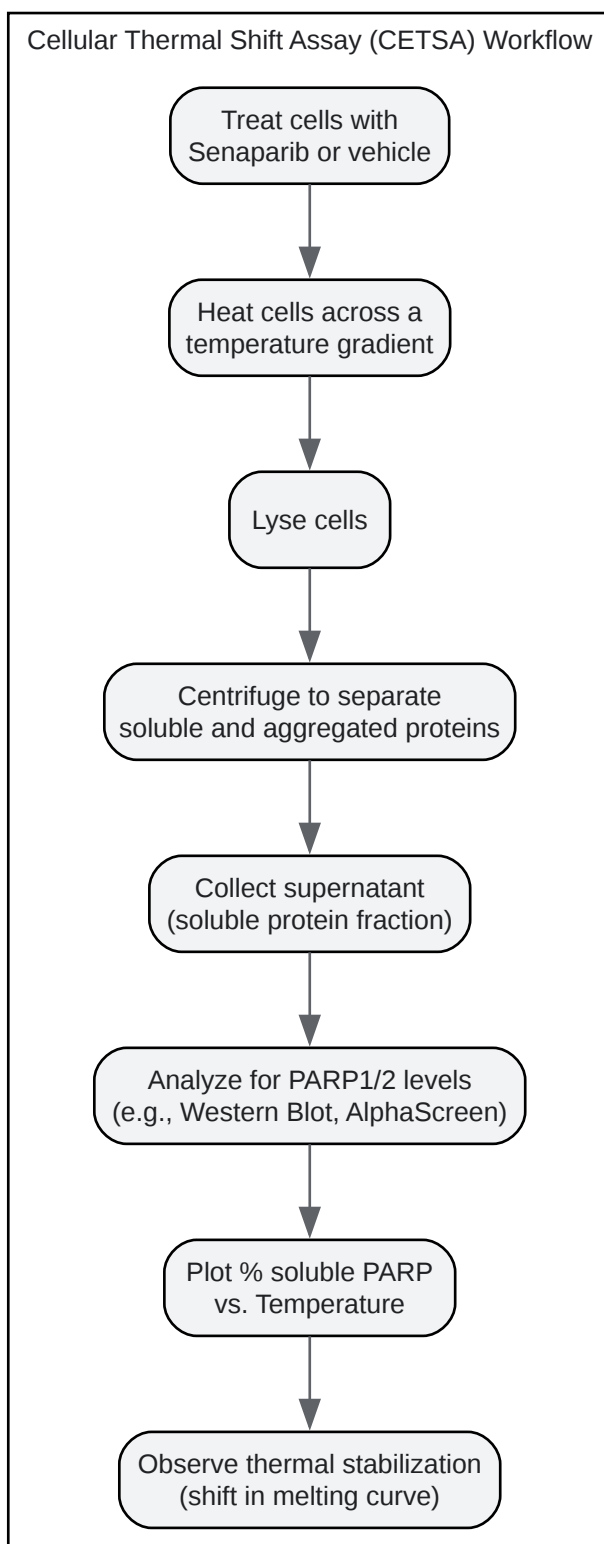 Cellular Thermal Shift Assay (CETSA) Workflow
Treat cells with
Senaparib or vehicle
Heat cells across a
temperature gradient
Lyse cells
Centrifuge to separate
soluble and aggregated proteins
Collect supernatant
(soluble protein fraction)
Analyze for PARP1/2 levels
(e.g., Western Blot, AlphaScreen)
Plot % soluble PARP
vs. Temperature
Observe thermal stabilization
(shift in melting curve)